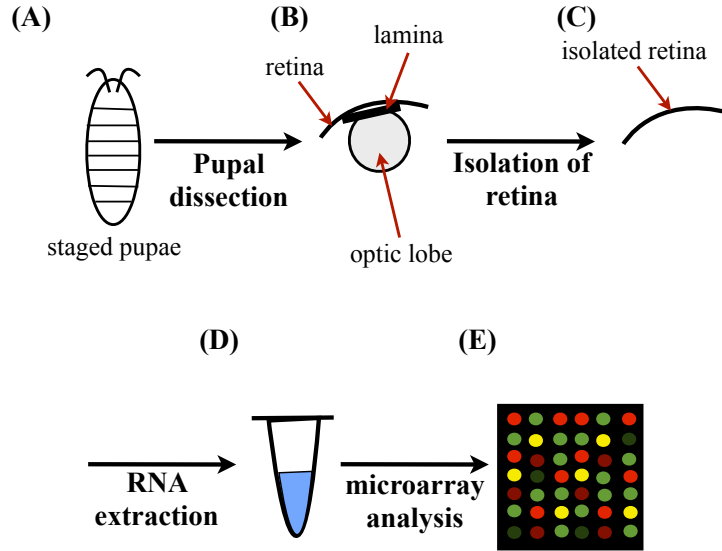 (A)
(B)
(C)
lamina
retina
isolated retina
Pupal
dissection
Isolation of
retina
staged pupae
optic lobe
(D)
(E)
RNA
extraction
microarray
analysis